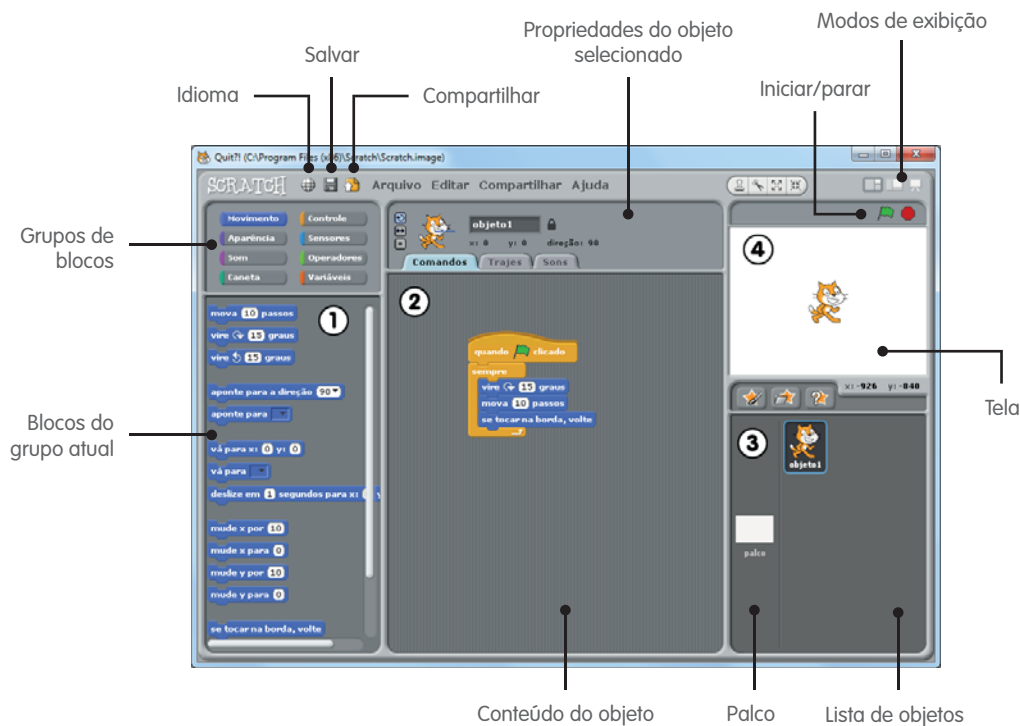 Modos de exibição
Propriedades do objeto
selecionado
Salvar
Iniciar/parar
Idioma
Compartilhar
Quit?! (C:\Program Files (x86)\Scratch\Scratch.image)
SCRATCH Arquivo Editar Compartilhar Ajuda
Grupos de
blocos
Movimento Controle
Aparência Sensores
Som Operadores
Caneta Variáveis
objeto1
x: 0 y: 0 direção: 90
Comandos Trajes Sons
1
mova 10 passos
vire 15 graus
vire 15 graus
aponte para a direção 90
aponte para
vá para x: 0 y: 0
vá para
deslize em 1 segundos para x: y
mude x por 10
mude x para 0
mude y por 10
mude y para 0
se tocar na borda, volte
Blocos do
grupo atual
2
quando clicado
sempre
vire 15 graus
mova 10 passos
se tocar na borda, volte
4
x: -926 y: -840
Tela
3
objeto1
palco
Conteúdo do objeto
Palco
Lista de objetos